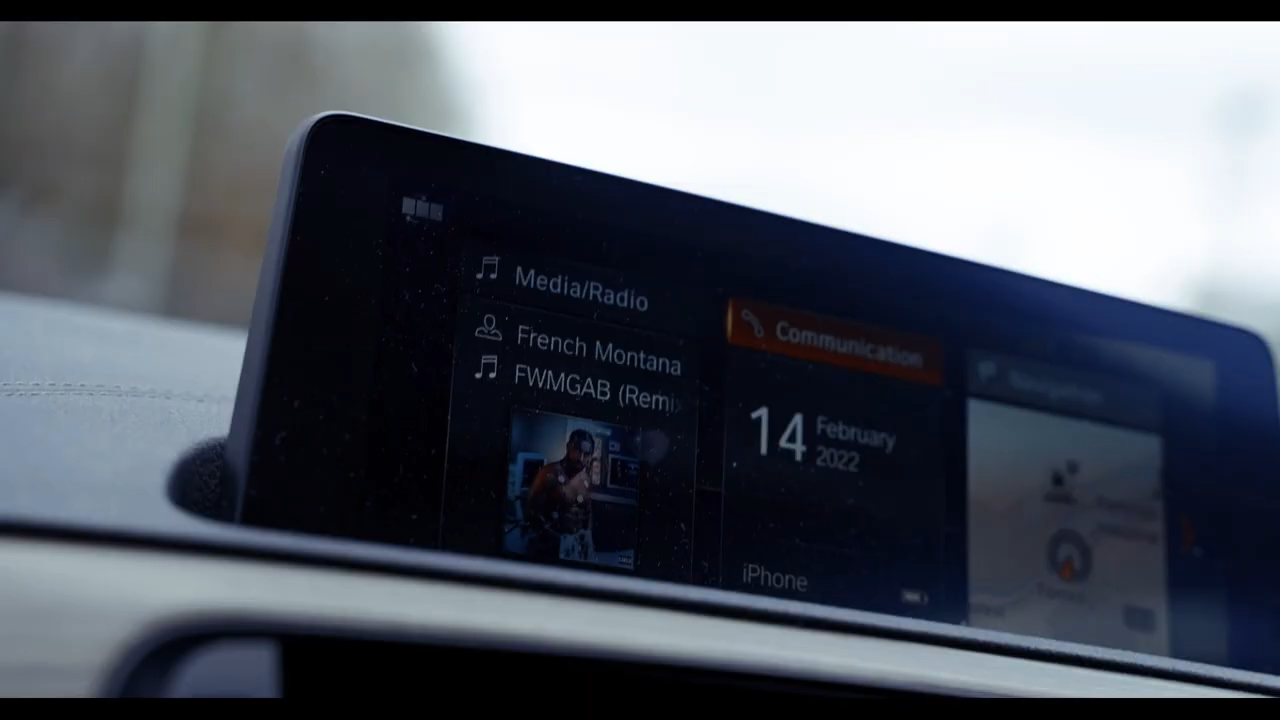 Media/Radio
French Montana
FWMGAB (Remi
Communication
14 February
2022
iPhone